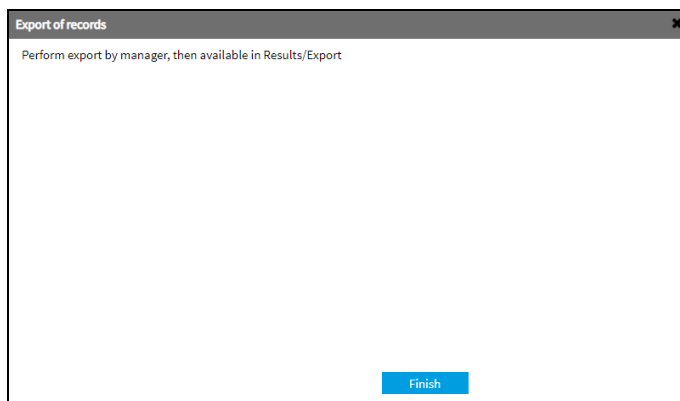 Export of records
Perform export by manager, then available in Results/Export
Finish